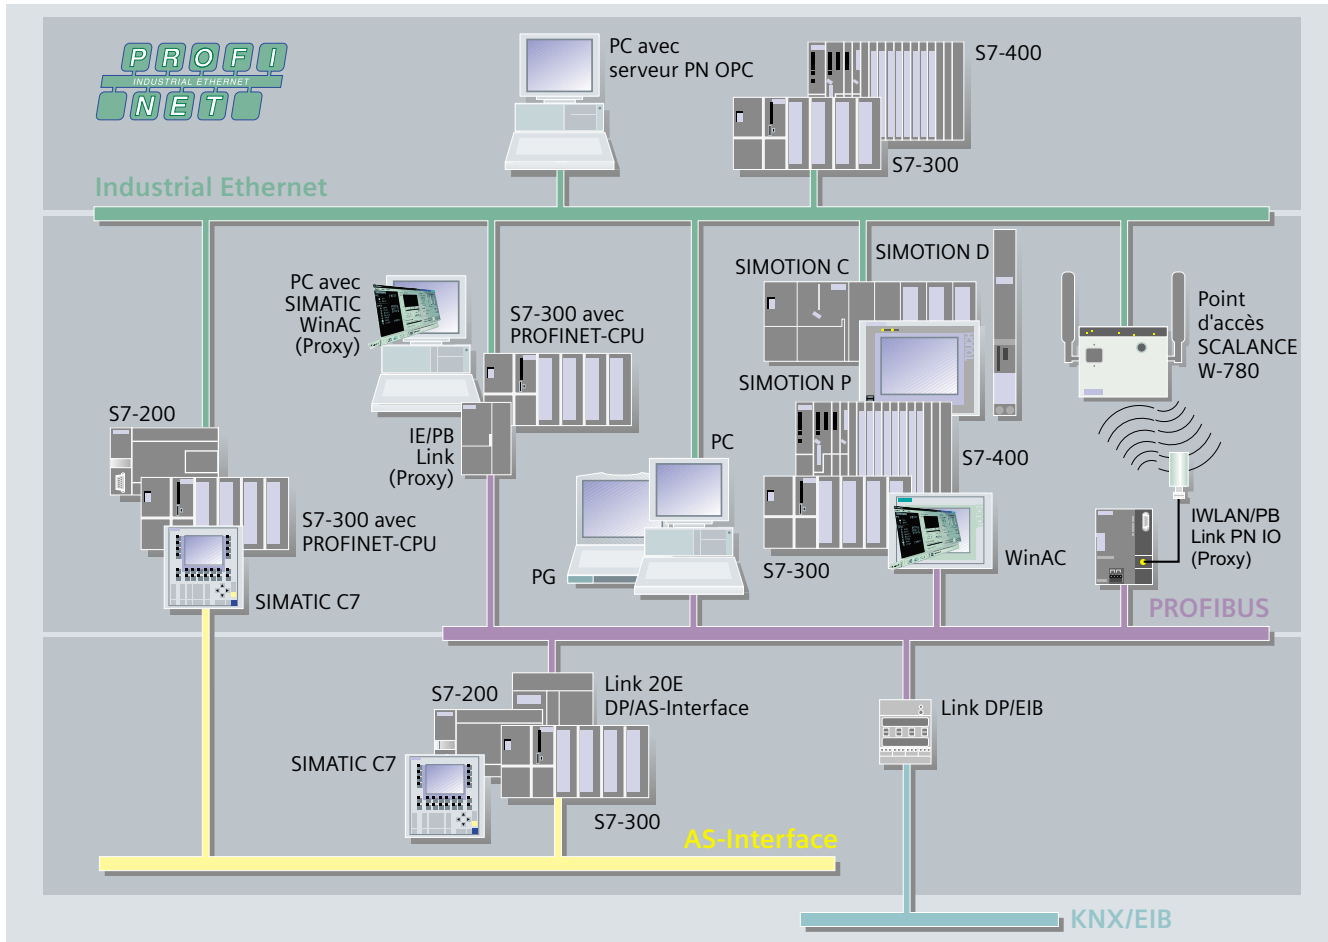 PROFI
INDUSTRIAL ETHERNET
NET
PC avec
serveur PN OPC
S7-400
S7-300
Industrial Ethernet
PC avec
SIMATIC
WinAC
(Proxy)
S7-300 avec
PROFINET-CPU
SIMOTION C
SIMOTION D
SIMOTION P
TOUCH
Point
d'accès
SCALANCE
W-780
S7-200
IE/PB
Link
(Proxy)
PC
S7-400
S7-300 avec
PROFINET-CPU
PG
S7-300
WinAC
IWLAN/PB
Link PN IO
(Proxy)
SIMATIC C7
PROFIBUS
S7-200
Link 20E
DP/AS-Interface
Link DP/EIB
SIMATIC C7
S7-300
AS-Interface
KNX/EIB